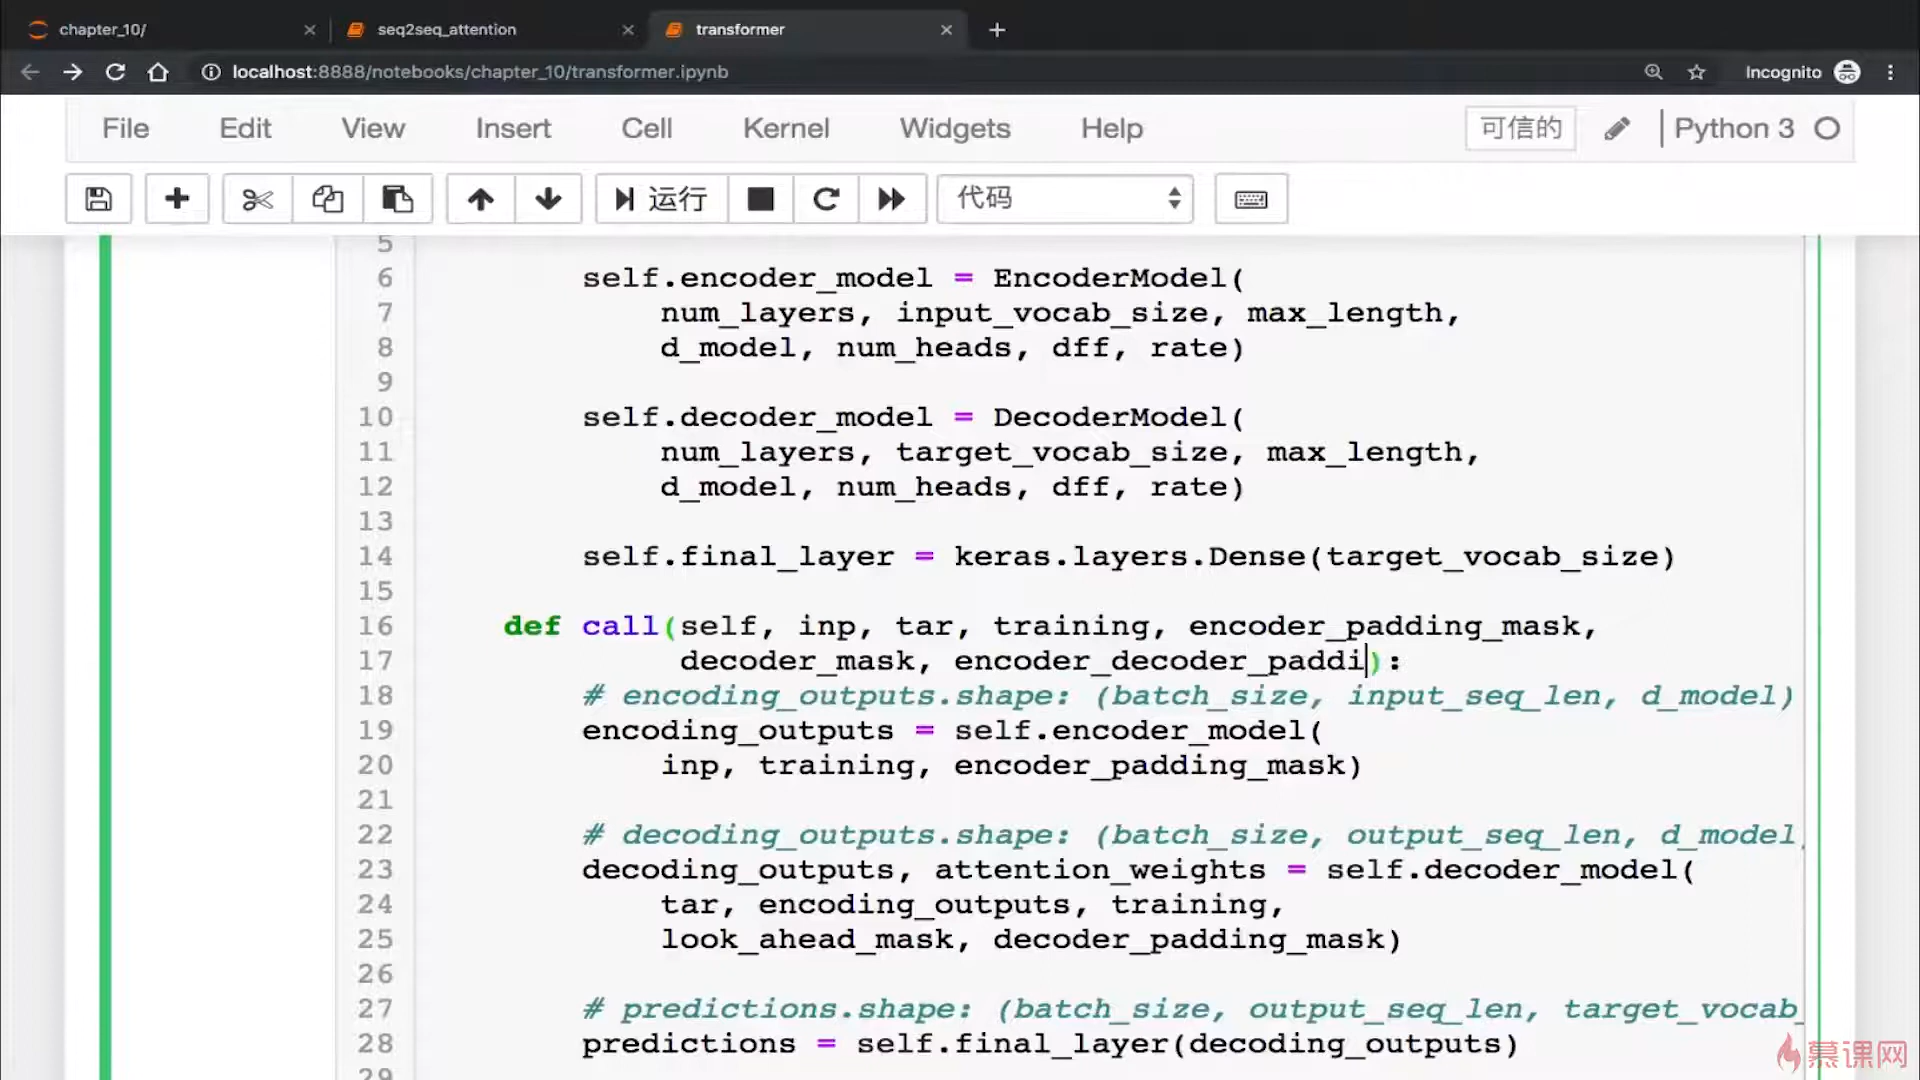 chapter_10/
seq2seq_attention
transformer
localhost:8888/notebooks/chapter_10/transformer.ipynb
Incognito
File Edit View Insert Cell Kernel Widgets Help
可信的
Python 3
运行
代码
5
6 self.encoder_model = EncoderModel(
7 num_layers, input_vocab_size, max_length,
8 d_model, num_heads, dff, rate)
9
10 self.decoder_model = DecoderModel(
11 num_layers, target_vocab_size, max_length,
12 d_model, num_heads, dff, rate)
13
14 self.final_layer = keras.layers.Dense(target_vocab_size)
15
16 def call(self, inp, tar, training, encoder_padding_mask,
17 decoder_mask, encoder_decoder_paddi):
18 # encoding_outputs.shape: (batch_size, input_seq_len, d_model)
19 encoding_outputs = self.encoder_model(
20 inp, training, encoder_padding_mask)
21
22 # decoding_outputs.shape: (batch_size, output_seq_len, d_model
23 decoding_outputs, attention_weights = self.decoder_model(
24 tar, encoding_outputs, training,
25 look_ahead_mask, decoder_padding_mask)
26
27 # predictions.shape: (batch_size, output_seq_len, target_vocab_
28 predictions = self.final_layer(decoding_outputs)
29
慕课网